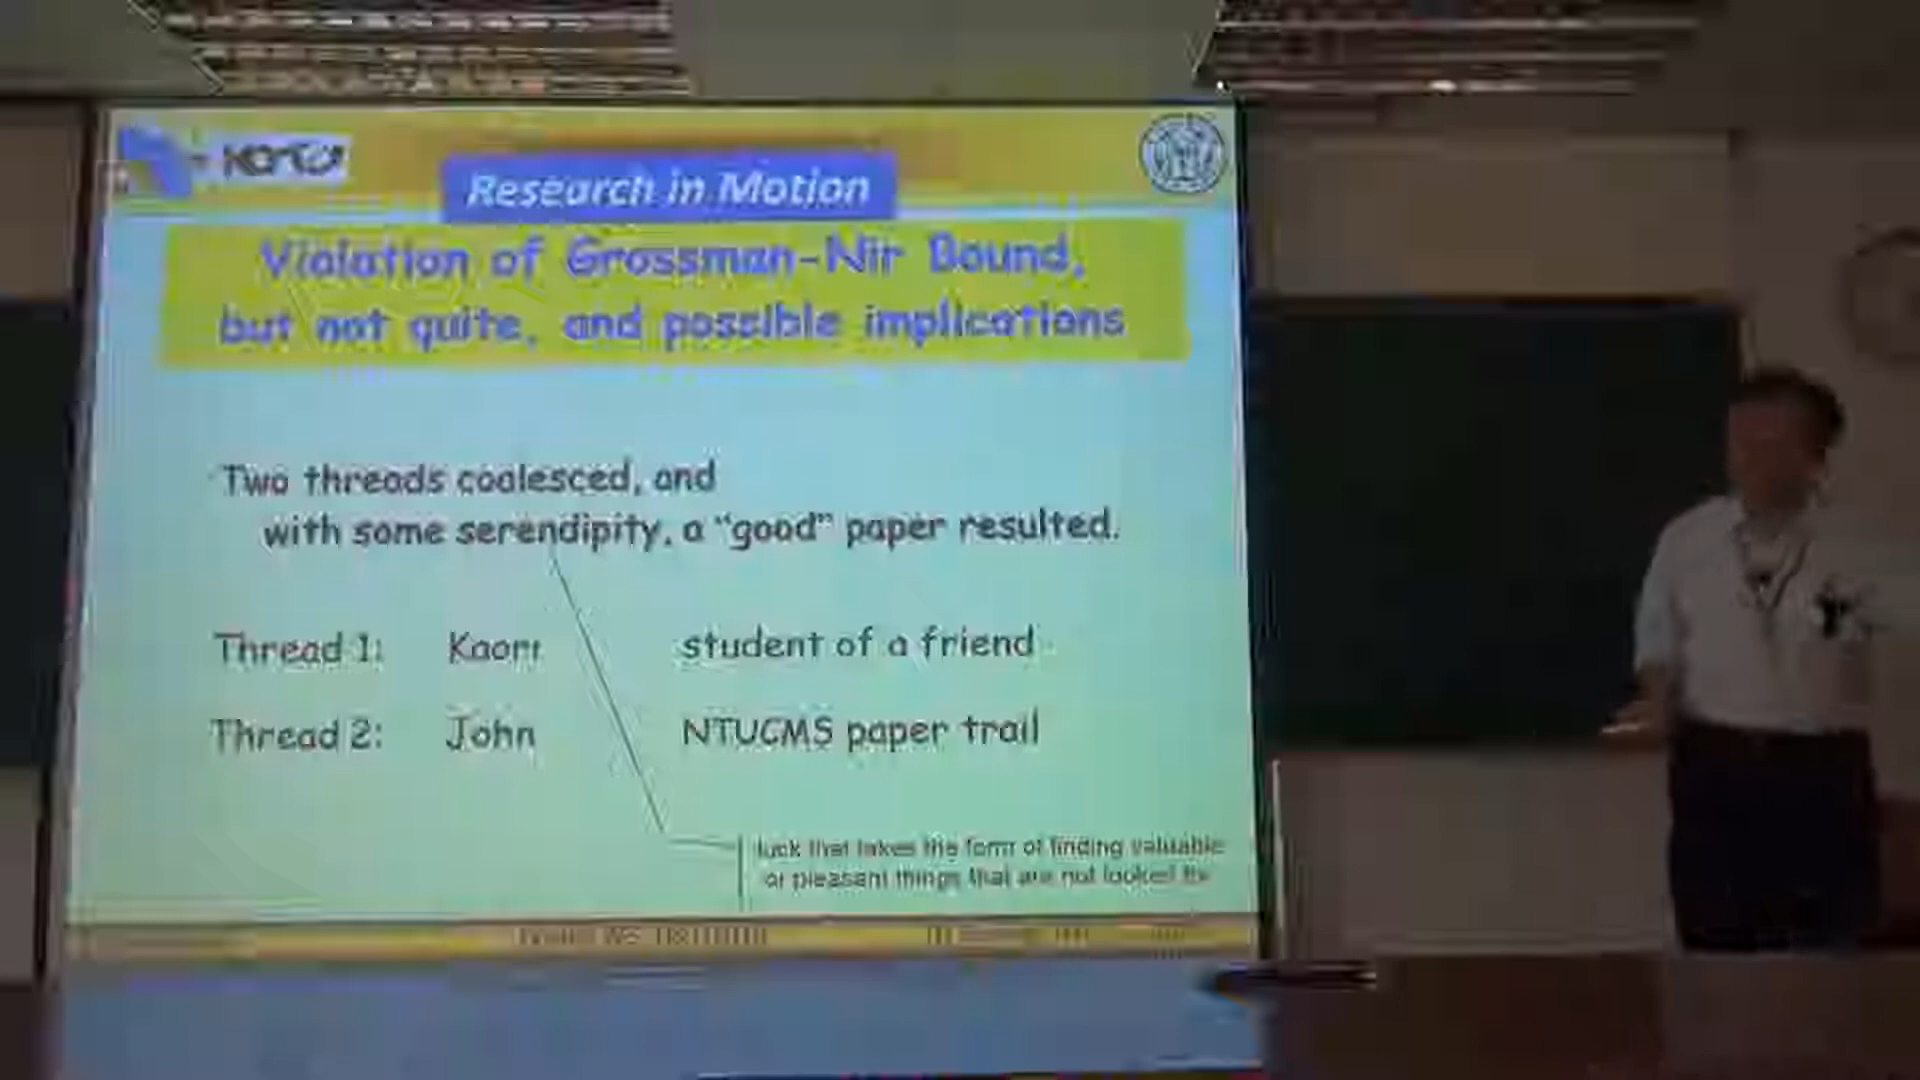 Research in Motion
Violation of Grossman-Nir Bound,
but not quite, and possible implications
Two threads coalesced, and
with some serendipity, a “good” paper resulted.
Thread 1: Kaori student of a friend
Thread 2: John NTUCMS paper trail
luck that takes the form of finding valuable
or pleasant things that are not looked for